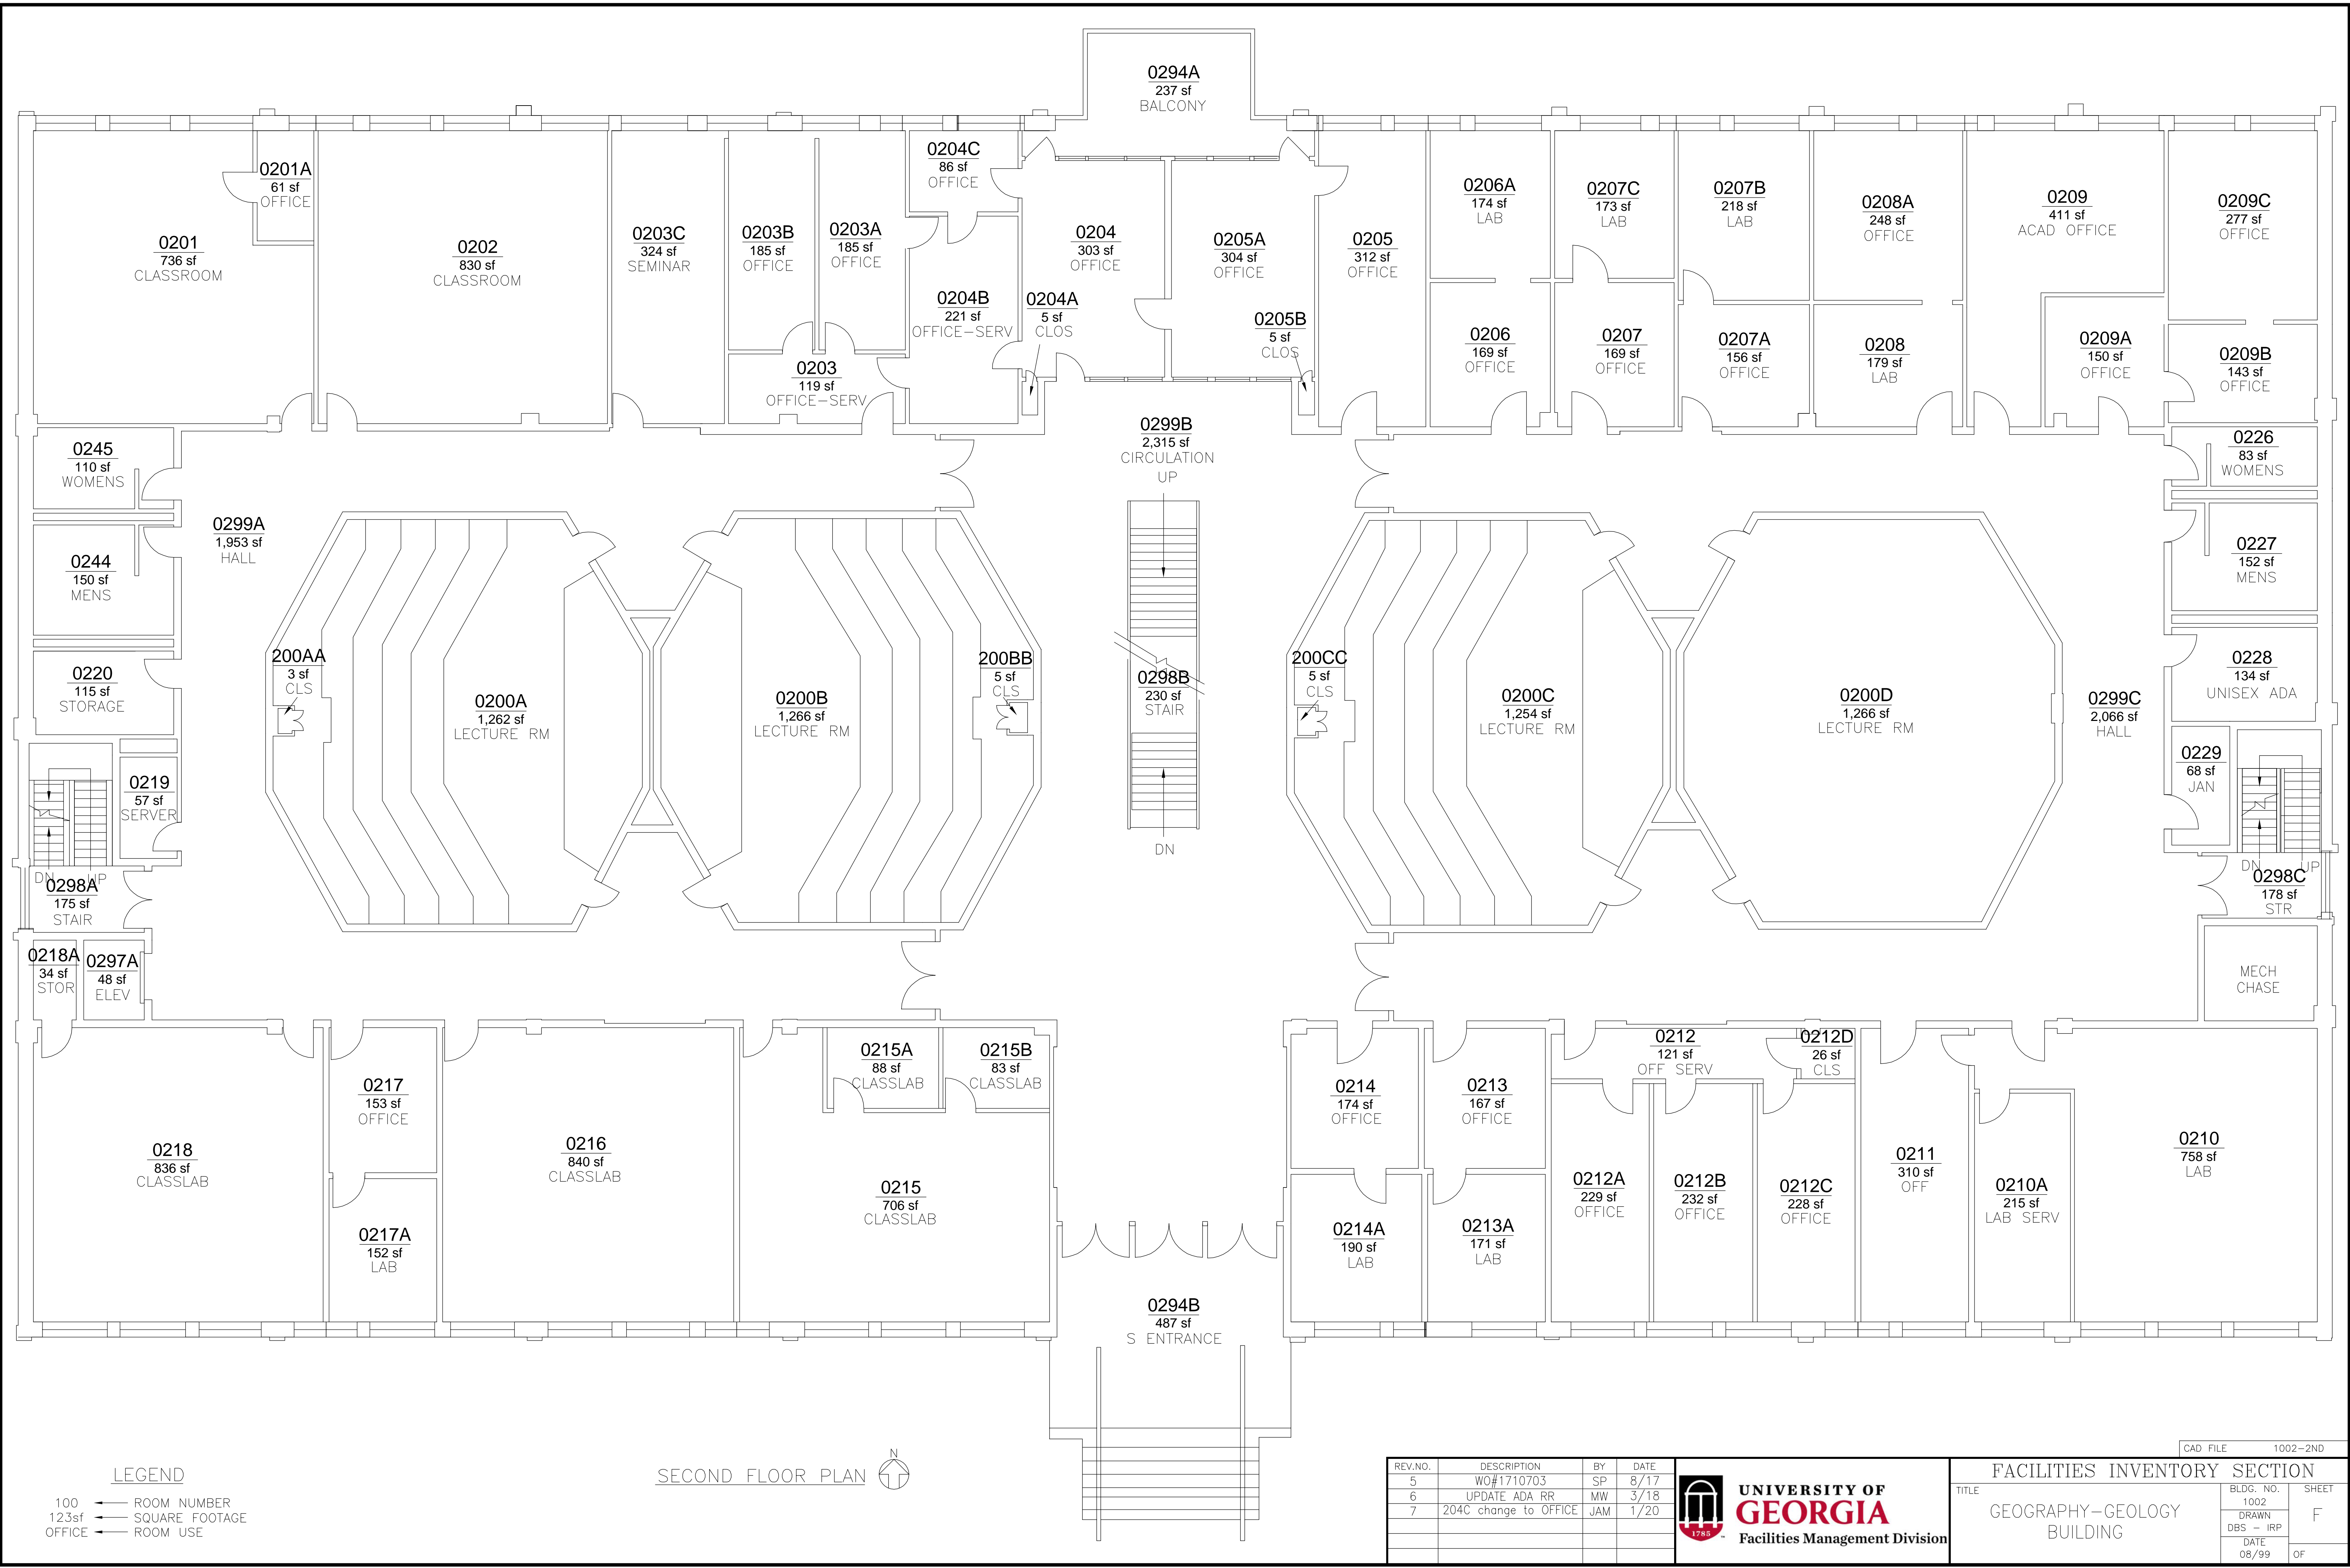 0294A
237 sf
BALCONY
0201A
61 sf
OFFICE
0201
736 sf
CLASSROOM
0202
830 sf
CLASSROOM
0203C
324 sf
SEMINAR
0203B
185 sf
OFFICE
0203A
185 sf
OFFICE
0204C
86 sf
OFFICE
0204B
221 sf
OFFICE-SERV
0203
119 sf
OFFICE-SERV
0204
303 sf
OFFICE
0204A
5 sf
CLOS
0205A
304 sf
OFFICE
0205B
5 sf
CLOS
0205
312 sf
OFFICE
0206A
174 sf
LAB
0206
169 sf
OFFICE
0207C
173 sf
LAB
0207
169 sf
OFFICE
0207B
218 sf
LAB
0207A
156 sf
OFFICE
0208A
248 sf
OFFICE
0208
179 sf
LAB
0209
411 sf
ACAD OFFICE
0209A
150 sf
OFFICE
0209C
277 sf
OFFICE
0209B
143 sf
OFFICE
0245
110 sf
WOMENS
0244
150 sf
MENS
0220
115 sf
STORAGE
0219
57 sf
SERVER
DN
UP
0298A
175 sf
STAIR
0218A
34 sf
STOR
0297A
48 sf
ELEV
0299A
1,953 sf
HALL
200AA
3 sf
CLS
0200A
1,262 sf
LECTURE RM
0200B
1,266 sf
LECTURE RM
200BB
5 sf
CLS
0299B
2,315 sf
CIRCULATION
UP
0298B
230 sf
STAIR
DN
200CC
5 sf
CLS
0200C
1,254 sf
LECTURE RM
0200D
1,266 sf
LECTURE RM
0299C
2,066 sf
HALL
0226
83 sf
WOMENS
0227
152 sf
MENS
0228
134 sf
UNISEX ADA
0229
68 sf
JAN
DN
UP
0298C
178 sf
STR
MECH
CHASE
0218
836 sf
CLASSLAB
0217
153 sf
OFFICE
0217A
152 sf
LAB
0216
840 sf
CLASSLAB
0215A
88 sf
CLASSLAB
0215B
83 sf
CLASSLAB
0215
706 sf
CLASSLAB
0294B
487 sf
S ENTRANCE
0214
174 sf
OFFICE
0214A
190 sf
LAB
0213
167 sf
OFFICE
0213A
171 sf
LAB
0212
121 sf
OFF SERV
0212D
26 sf
CLS
0212A
229 sf
OFFICE
0212B
232 sf
OFFICE
0212C
228 sf
OFFICE
0211
310 sf
OFF
0210A
215 sf
LAB SERV
0210
758 sf
LAB
LEGEND
100 ROOM NUMBER
123sf SQUARE FOOTAGE
OFFICE ROOM USE
SECOND FLOOR PLAN
N
REV.NO. DESCRIPTION BY DATE
5 WO#1710703 SP 8/17
6 UPDATE ADA RR MW 3/18
7 204C change to OFFICE JAM 1/20
1785
UNIVERSITY OF
GEORGIA
Facilities Management Division
CAD FILE 1002-2ND
FACILITIES INVENTORY SECTION
TITLE
GEOGRAPHY-GEOLOGY
BUILDING
BLDG. NO.
1002
DRAWN
DBS - IRP
DATE
08/99
SHEET
F
OF